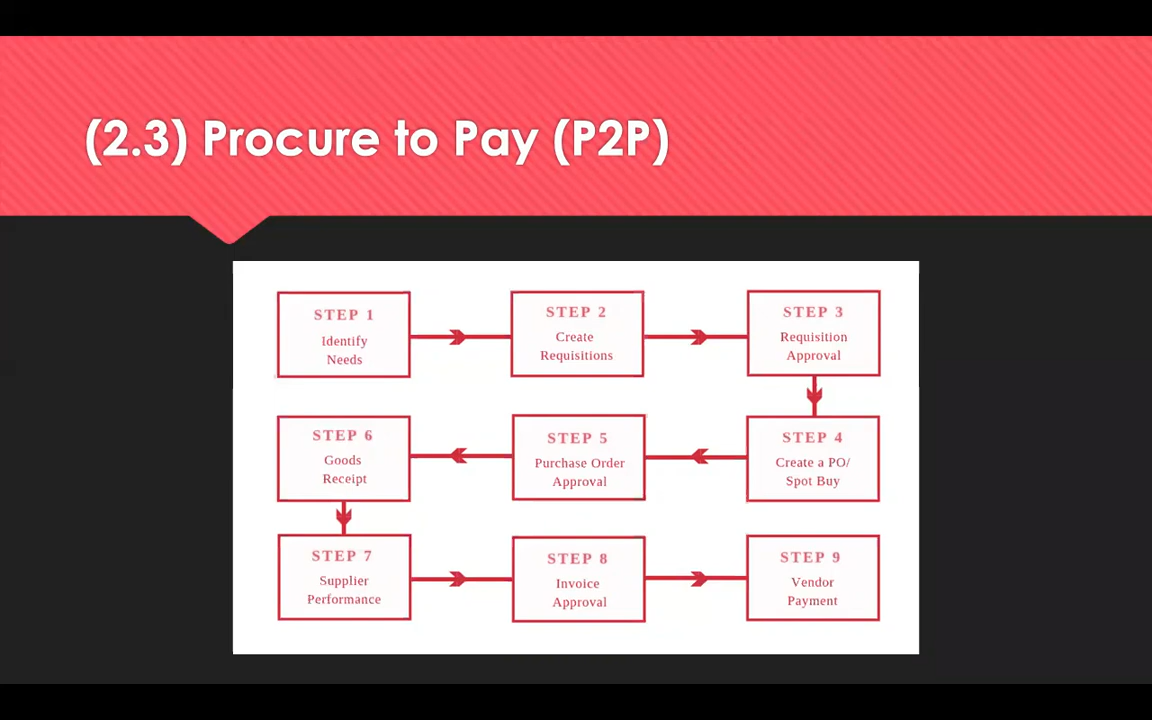 (2.3) Procure to Pay (P2P)
STEP 1
Identify
Needs
STEP 2
Create
Requisitions
STEP 3
Requisition
Approval
STEP 4
Create a PO/
Spot Buy
STEP 5
Purchase Order
Approval
STEP 6
Goods
Receipt
STEP 7
Supplier
Performance
STEP 8
Invoice
Approval
STEP 9
Vendor
Payment